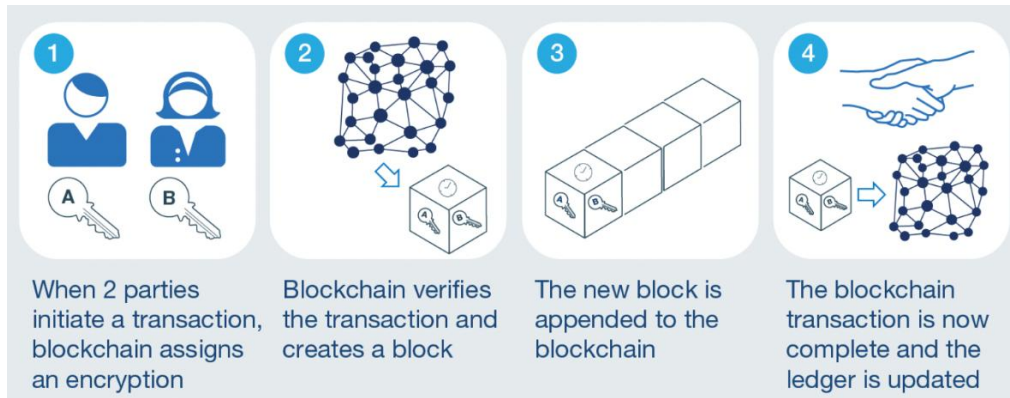 1
A
B
When 2 parties
initiate a transaction,
blockchain assigns
an encryption
2
A
B
Blockchain verifies
the transaction and
creates a block
3
A
B
The new block is
appended to the
blockchain
4
A
B
The blockchain
transaction is now
complete and the
ledger is updated